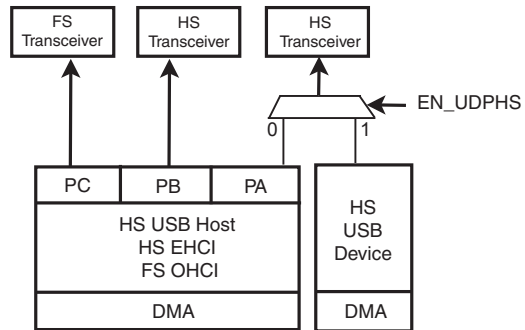 FS
Transceiver
HS
Transceiver
HS
Transceiver
EN_UDPHS
0
1
PC
PB
PA
HS USB Host
HS EHCI
FS OHCI
DMA
HS
USB
Device
DMA